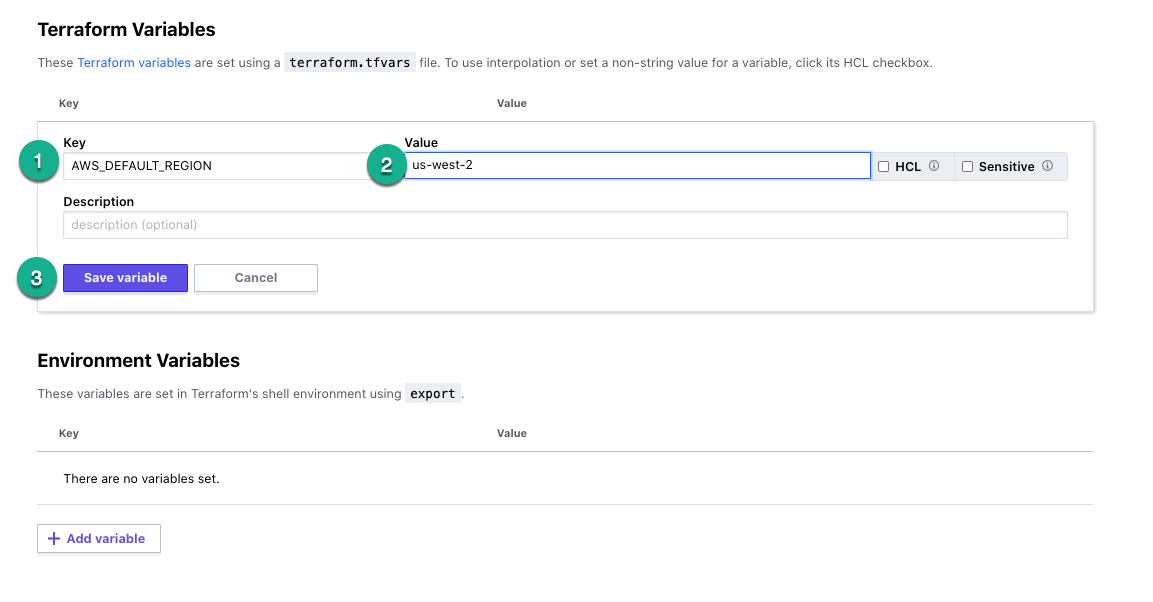 Terraform Variables
These Terraform variables are set using a terraform.tfvars file. To use interpolation or set a non-string value for a variable, click its HCL checkbox.
Key Value
Key Value
1 AWS_DEFAULT_REGION 2 us-west-2 HCL Sensitive
Description
description (optional)
3 Save variable Cancel
Environment Variables
These variables are set in Terraform's shell environment using export.
Key Value
There are no variables set.
+ Add variable